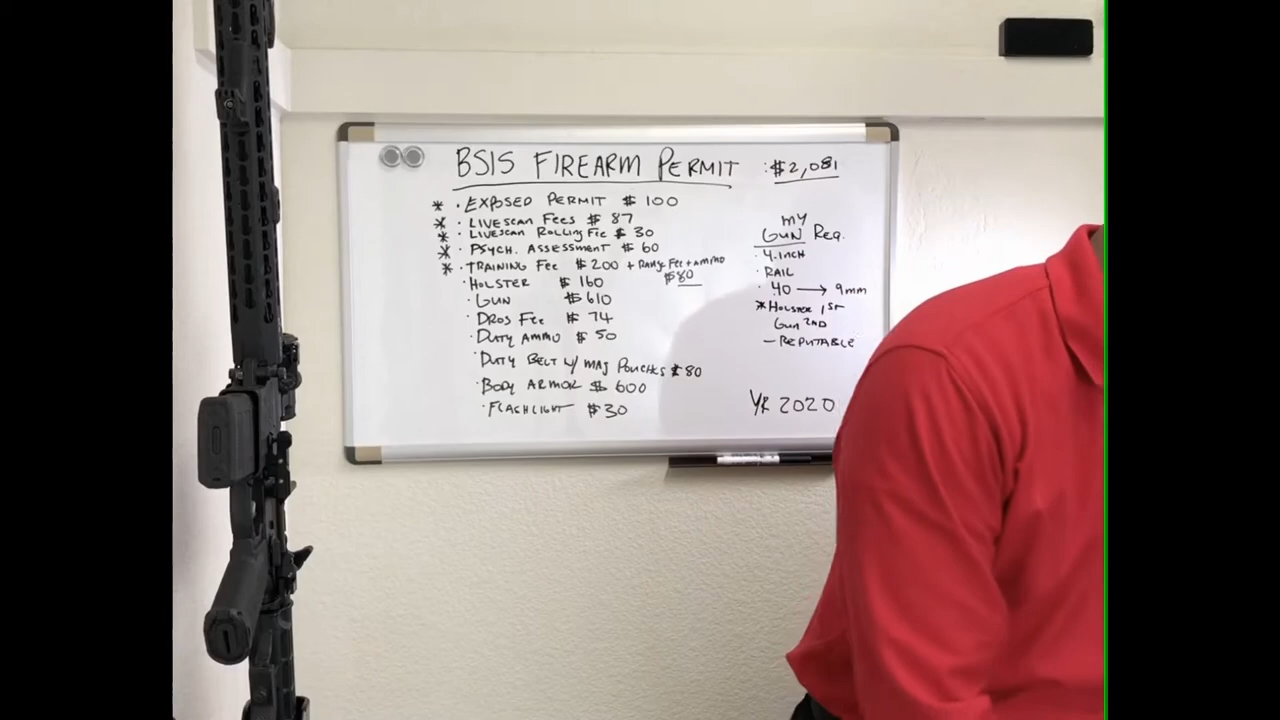 BSIS FIREARM PERMIT : $2,081
* · EXPOSED PERMIT $ 100
* · LIVESCAN FEES $ 87
* · LIVESCAN ROLLING FEE $ 30
* · PSYCH. ASSESSMENT $ 60
* · TRAINING FEE $ 200 + RANGE FEE + AMMO
$80
· HOLSTER $ 160
· GUN $ 610
· DROS FEE $ 74
· DUTY AMMO $ 50
· DUTY BELT w/ MAG POUCHES $ 80
· BODY ARMOR $ 600
· FLASHLIGHT $ 30
MY
GUN REQ.
· 4.INCH
· RAIL
· .40 → 9mm
* HOLSTER 1ST
GUN 2ND
- REPUTABLE
YR 2020